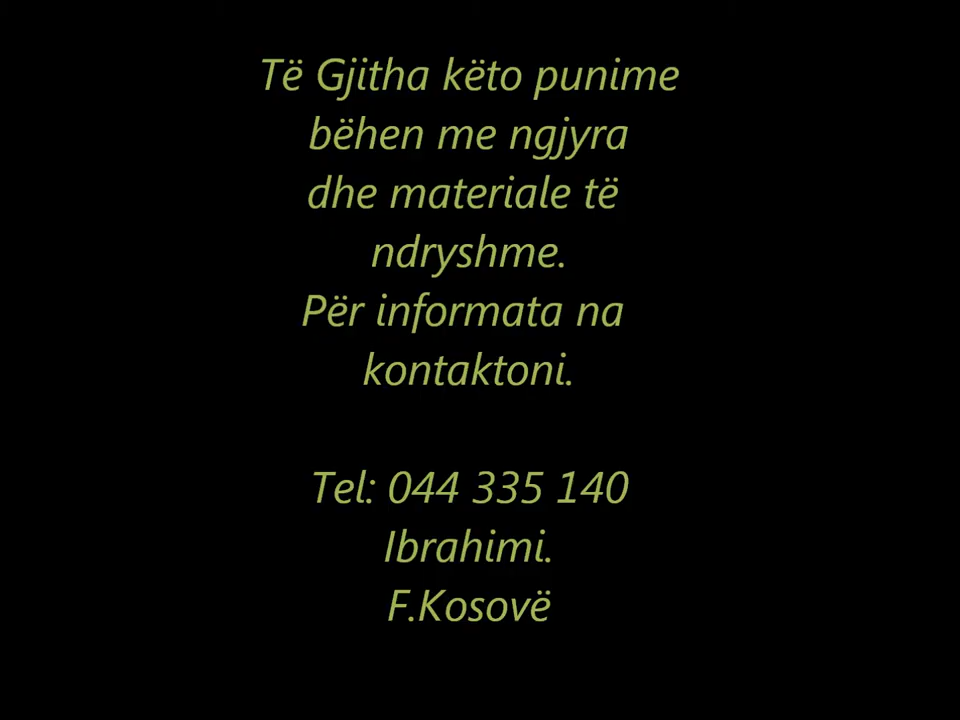 Të Gjitha këto punime
bëhen me ngjyra
dhe materiale të
ndryshme.
Për informata na
kontaktoni.
Tel: 044 335 140
Ibrahimi.
F.Kosovë